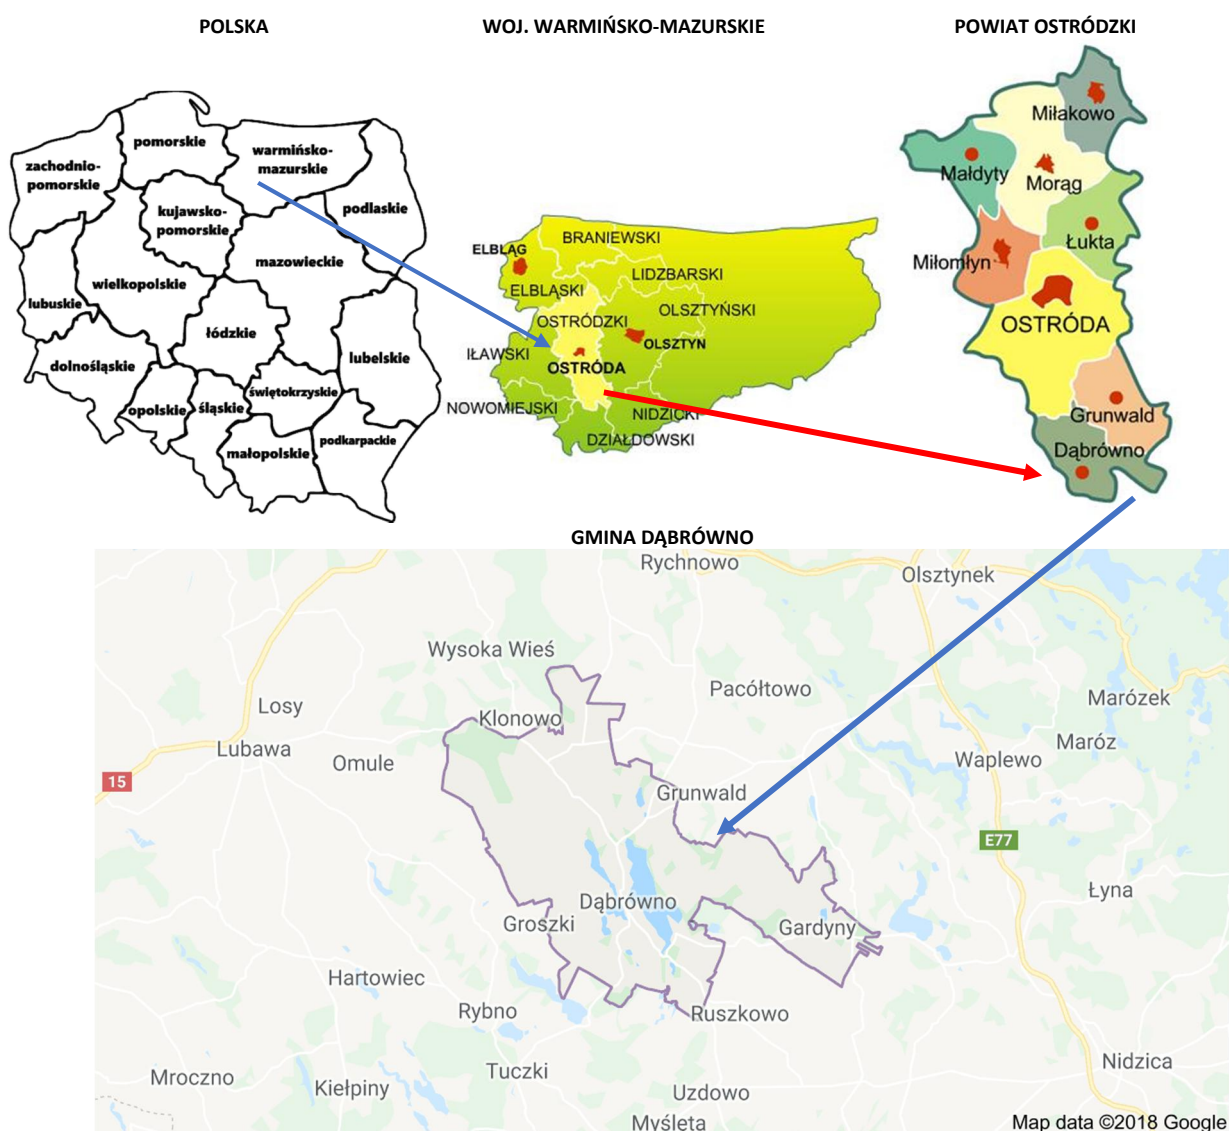 POLSKA
WOJ. WARMIŃSKO-MAZURSKIE
POWIAT OSTRÓDZKI
pomorskie
warmińsko-
mazurskie
zachodnio-
pomorskie
kujawsko-
pomorskie
podlaskie
mazowieckie
wielkopolskie
lubuskie
łódzkie
lubelskie
dolnośląskie
opolskie
śląskie
świętokrzyskie
małopolskie
podkarpackie
BRANIEWSKI
ELBLĄG
LIDZBARSKI
ELBLĄSKI
OLSZTYŃSKI
OSTRÓDZKI
OLSZTYN
IŁAWSKI
OSTRÓDA
NOWOMIEJSKI
NIDZICKI
DZIAŁDOWSKI
Miłakowo
Małdyty
Morąg
Łukta
Miłomłyn
OSTRÓDA
Grunwald
Dąbrówno
GMINA DĄBRÓWNO
Rychnowo
Olsztynek
Wysoka Wieś
Pacółtowo
Marózek
Losy
Klonowo
Maróz
Lubawa
Omule
Waplewo
15
Grunwald
E77
Łyna
Dąbrówno
Groszki
Gardyny
Hartowiec
Rybno
Ruszkowo
Nidzica
Tuczki
Mroczno
Kiełpiny
Uzdowo
Myśleta
Map data ©2018 Google